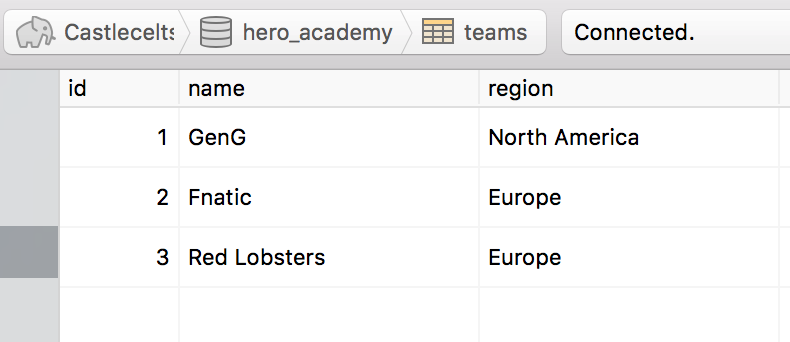 Castlecelts hero_academy teams Connected.
id name region
1 GenG North America
2 Fnatic Europe
3 Red Lobsters Europe